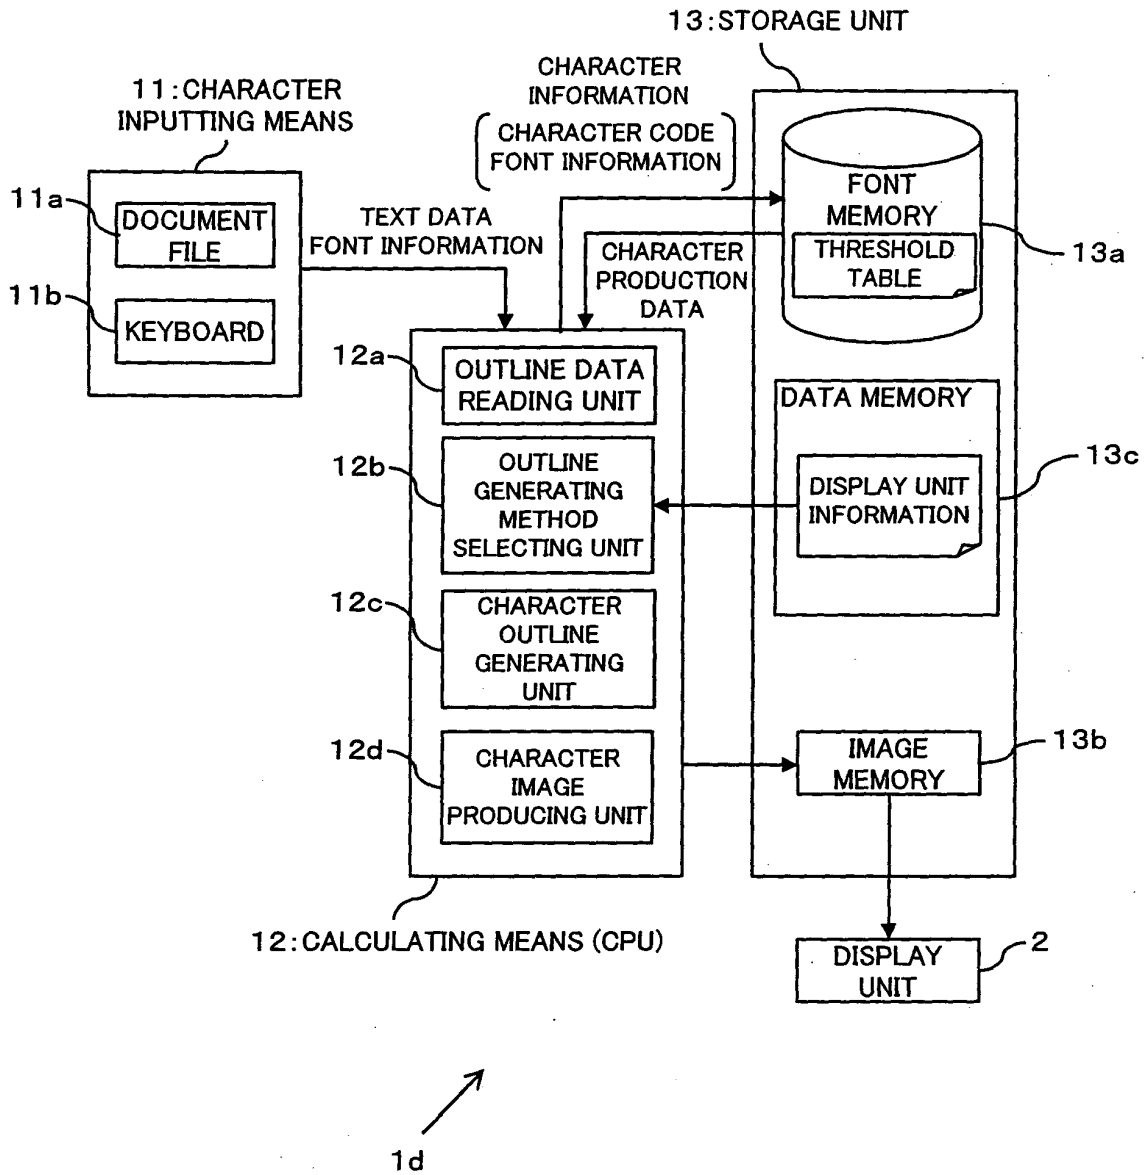 13:STORAGE UNIT
11:CHARACTER
INPUTTING MEANS
CHARACTER
INFORMATION
CHARACTER CODE
FONT INFORMATION
11a
DOCUMENT
FILE
11b
KEYBOARD
TEXT DATA
FONT INFORMATION
CHARACTER
PRODUCTION
DATA
FONT
MEMORY
THRESHOLD
TABLE
13a
12a
OUTLINE DATA
READING UNIT
12b
OUTLINE
GENERATING
METHOD
SELECTING UNIT
DATA MEMORY
DISPLAY UNIT
INFORMATION
13c
12c
CHARACTER
OUTLINE
GENERATING
UNIT
12d
CHARACTER
IMAGE
PRODUCING UNIT
IMAGE
MEMORY
13b
12:CALCULATING MEANS (CPU)
DISPLAY
UNIT
2
1d